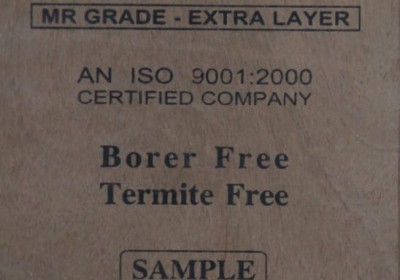 MR GRADE - EXTRA LAYER
AN ISO 9001:2000
CERTIFIED COMPANY
Borer Free
Termite Free
SAMPLE